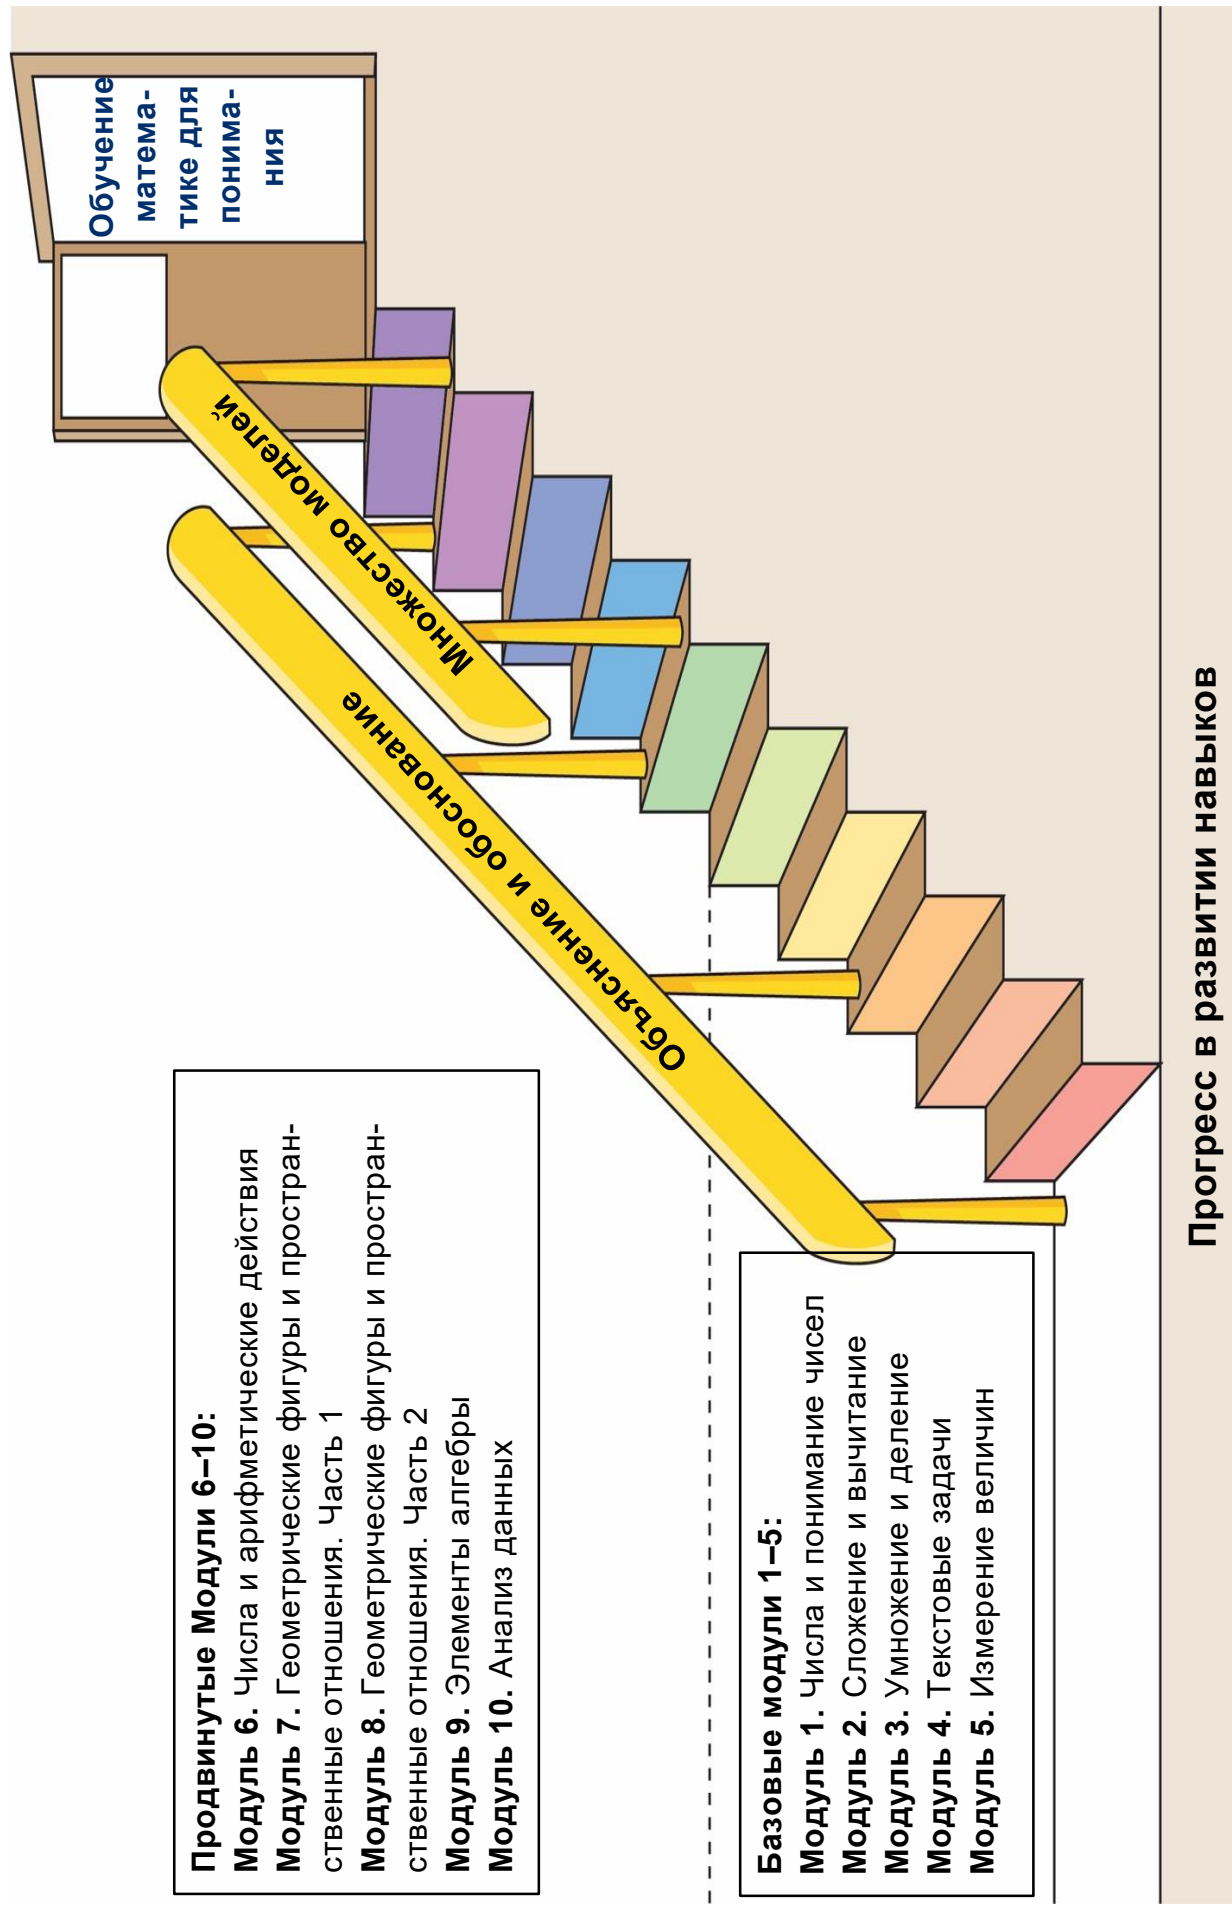 Обучение
матема-
тике для
понима-
ния
Множество моделей
Объяснение и обоснование
Продвинутые Модули 6–10:
Модуль 6. Числа и арифметические действия
Модуль 7. Геометрические фигуры и простран-
ственные отношения. Часть 1
Модуль 8. Геометрические фигуры и простран-
ственные отношения. Часть 2
Модуль 9. Элементы алгебры
Модуль 10. Анализ данных
Базовые модули 1–5:
Модуль 1. Числа и понимание чисел
Модуль 2. Сложение и вычитание
Модуль 3. Умножение и деление
Модуль 4. Текстовые задачи
Модуль 5. Измерение величин
Прогресс в развитии навыков